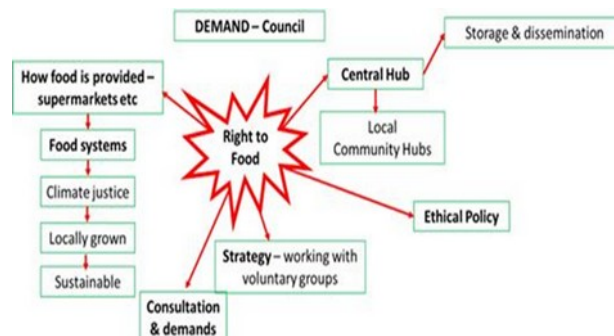 DEMAND – Council
Storage & dissemination
How food is provided –
supermarkets etc
Central Hub
Right to
Food
Local
Community Hubs
Food systems
Climate justice
Locally grown
Sustainable
Ethical Policy
Strategy – working with
voluntary groups
Consultation
& demands